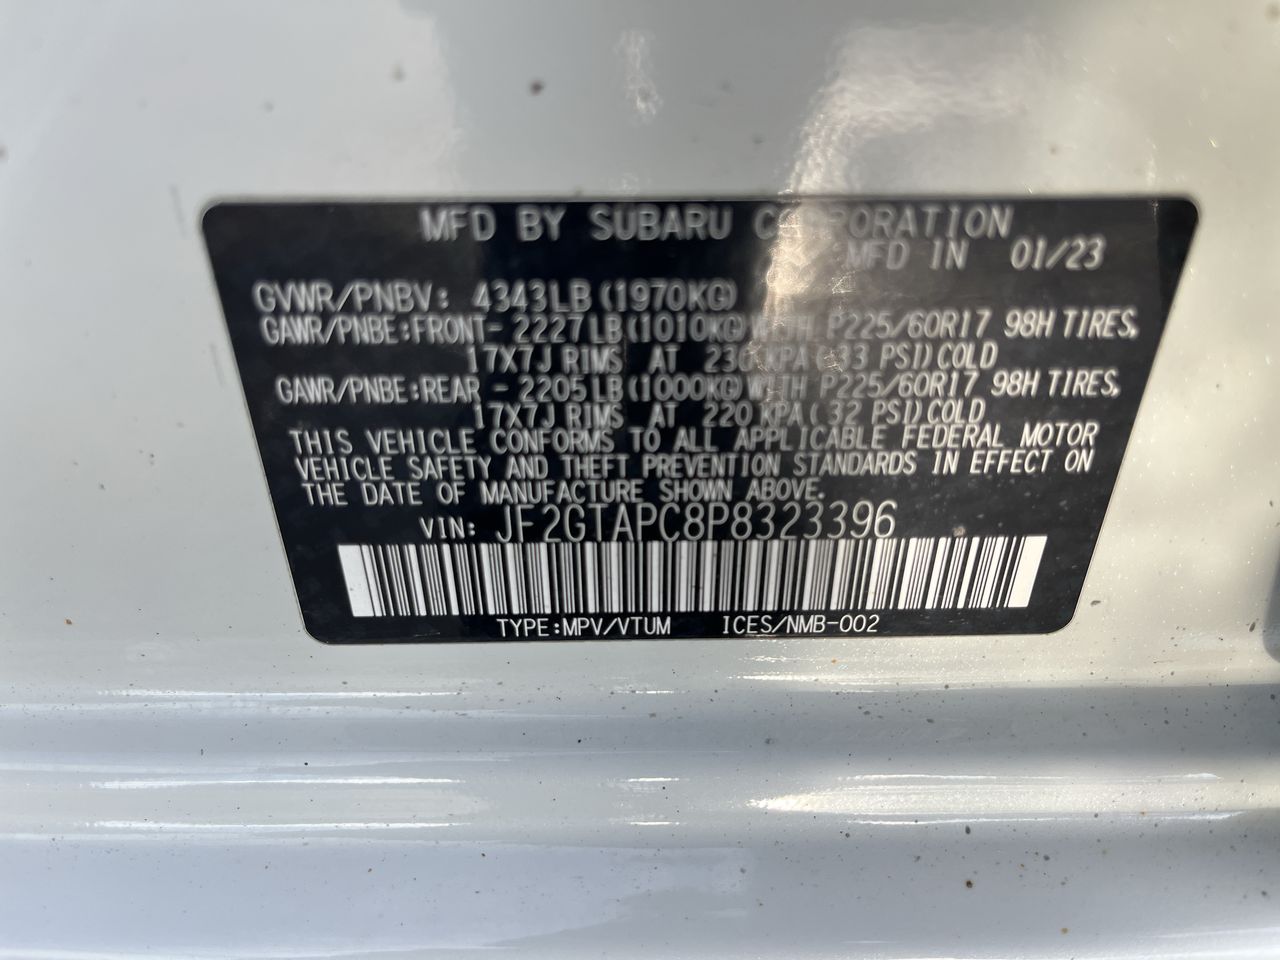 MFD BY SUBARU CORPORATION
MFD IN 01/23
GVWR/PNBV: 4343LB (1970KG)
GAWR/PNBE:FRONT- 2227LB(1010KG)WITH P225/60R17 98H TIRES,
17X7J RIMS AT 230 KPA(33 PSI)COLD
GAWR/PNBE:REAR - 2205LB(1000KG)WITH P225/60R17 98H TIRES,
17X7J RIMS AT 220 KPA(32 PSI)COLD
THIS VEHICLE CONFORMS TO ALL APPLICABLE FEDERAL MOTOR
VEHICLE SAFETY AND THEFT PREVENTION STANDARDS IN EFFECT ON
THE DATE OF MANUFACTURE SHOWN ABOVE.
VIN: JF2GTAPC8P8323396
TYPE:MPV/VTUM ICES/NMB-002